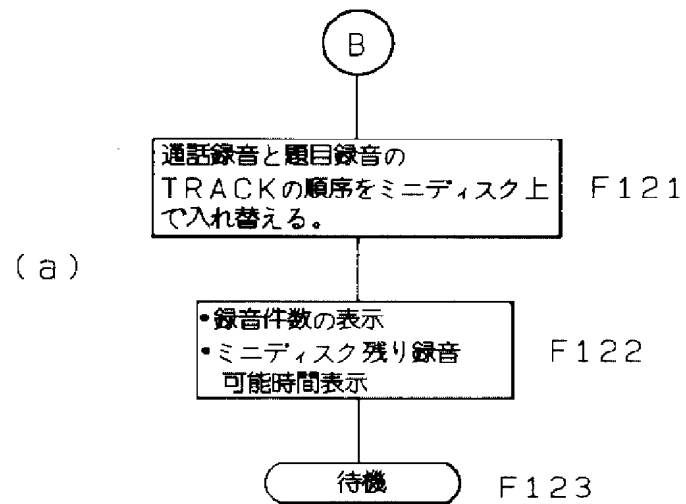 B
通話録音と題目録音の
TRACKの順序をミニディスク上
で入れ替える。
F121
(a)
・録音件数の表示
・ミニディスク残り録音
可能時間表示
F122
待機
F123